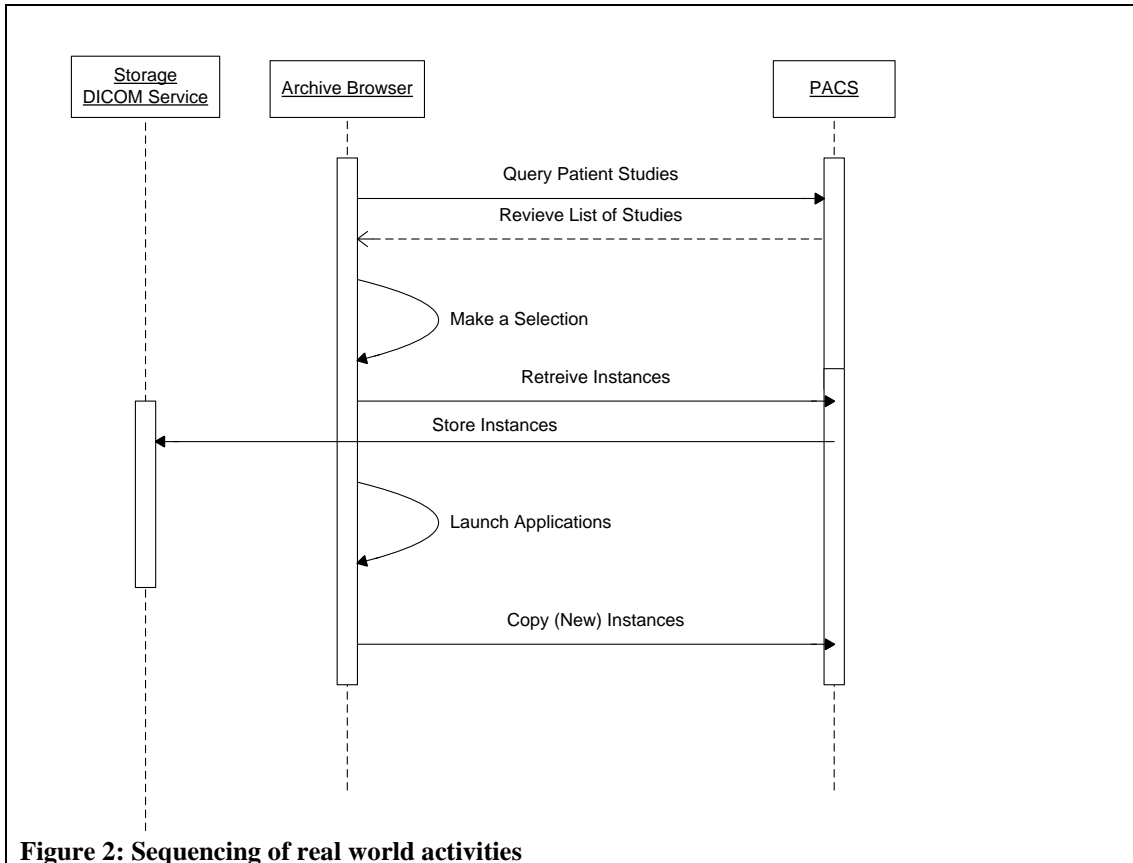 Storage
DICOM Service
Archive Browser
PACS
Query Patient Studies
Revieve List of Studies
Make a Selection
Retreive Instances
Store Instances
Launch Applications
Copy (New) Instances
Figure 2: Sequencing of real world activities